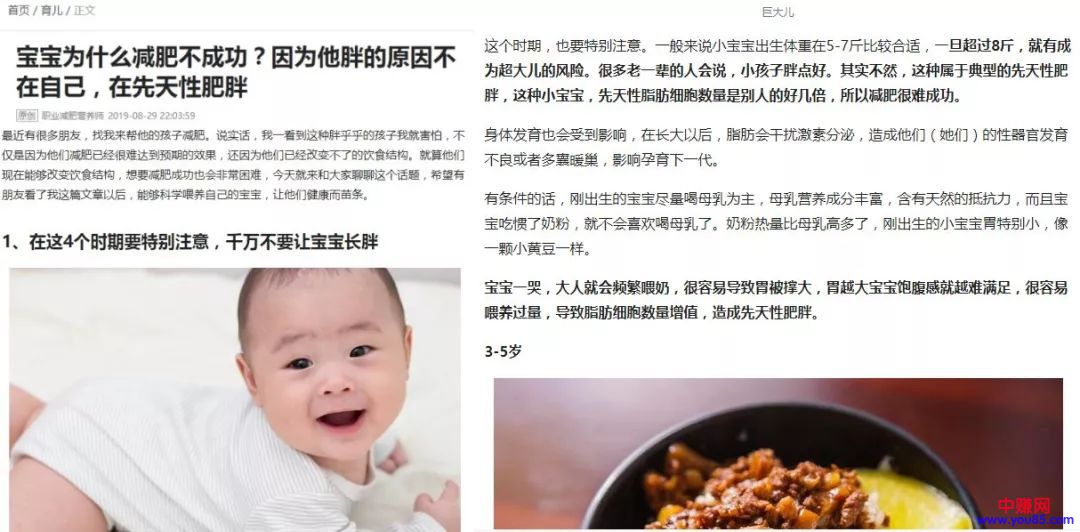 首页 / 育儿 / 正文
宝宝为什么减肥不成功？因为他胖的原因不
在自己，在先天性肥胖
原创 职业减肥营养师 2019-08-29 22:03:59
最近有很多朋友，找我来帮他的孩子减肥。说实话，我一看到这种胖乎乎的孩子我就害怕，不
仅是因为他们减肥已经很难达到预期的效果，还因为他们已经改变不了的饮食结构。就算他们
现在能够改变饮食结构，想要减肥成功也会非常困难，今天就来和大家聊聊这个话题，希望有
朋友看了我这篇文章以后，能够科学喂养自己的宝宝，让他们健康而苗条。
1、在这4个时期要特别注意，千万不要让宝宝长胖
巨大儿
这个时期，也要特别注意。一般来说小宝宝出生体重在5-7斤比较合适，一旦超过8斤，就有成
为超大儿的风险。很多老一辈的人会说，小孩子胖点好。其实不然，这种属于典型的先天性肥
胖，这种小宝宝，先天性脂肪细胞数量是别人的好几倍，所以减肥很难成功。
身体发育也会受到影响，在长大以后，脂肪会干扰激素分泌，造成他们（她们）的性器官发育
不良或者多囊暖巢，影响孕育下一代。
有条件的话，刚出生的宝宝尽量喝母乳为主，母乳营养成分丰富，含有天然的抵抗力，而且宝
宝吃惯了奶粉，就不会喜欢喝母乳了。奶粉热量比母乳高多了，刚出生的小宝宝胃特别小，像
一颗小黄豆一样。
宝宝一哭，大人就会频繁喂奶，很容易导致胃被撑大，胃越大宝宝饱腹感就越难满足，很容易
喂养过量，导致脂肪细胞数量增值，造成先天性肥胖。
3-5岁
中赚网
www.you85.com